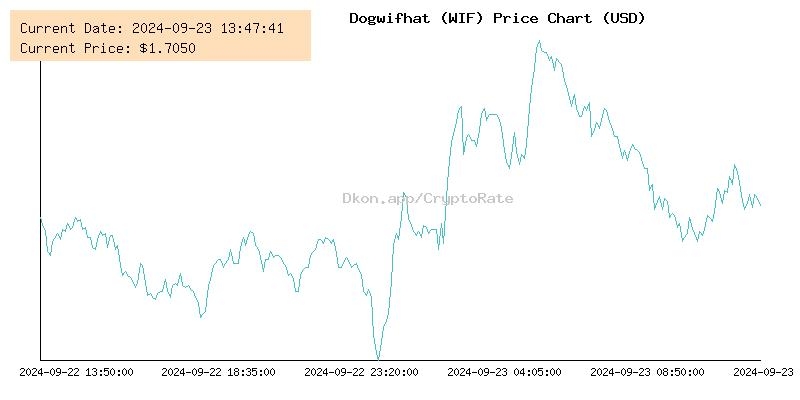 Dogwifhat (WIF) Price Chart (USD)
Current Date: 2024-09-23 13:47:41
Current Price: $1.7050
Dkon.app/CryptoRate
2024-09-22 13:50:00 2024-09-22 18:35:00 2024-09-22 23:20:00 2024-09-23 04:05:00 2024-09-23 08:50:00 2024-09-23